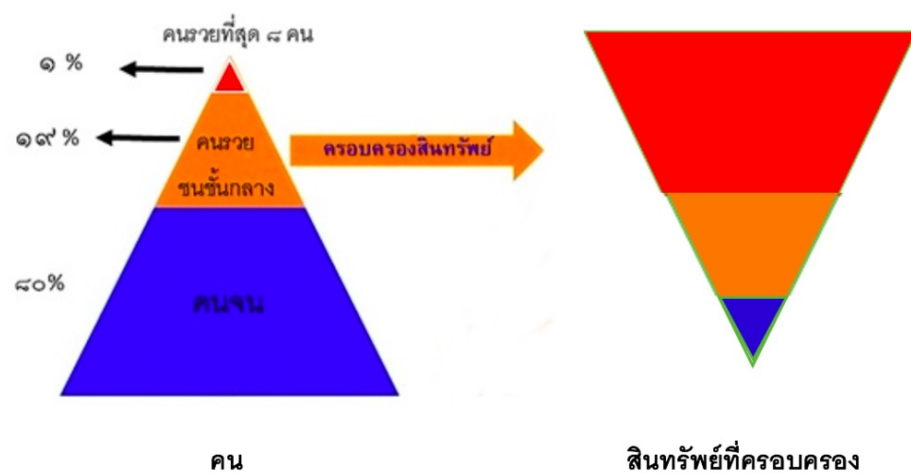 คนรวยที่สุด ๘ คน
๑ %
๑๙%
คนรวย
ชนชั้นกลาง
ครอบครองสินทรัพย์
๘๐%
คนจน
คน
สินทรัพย์ที่ครอบครอง